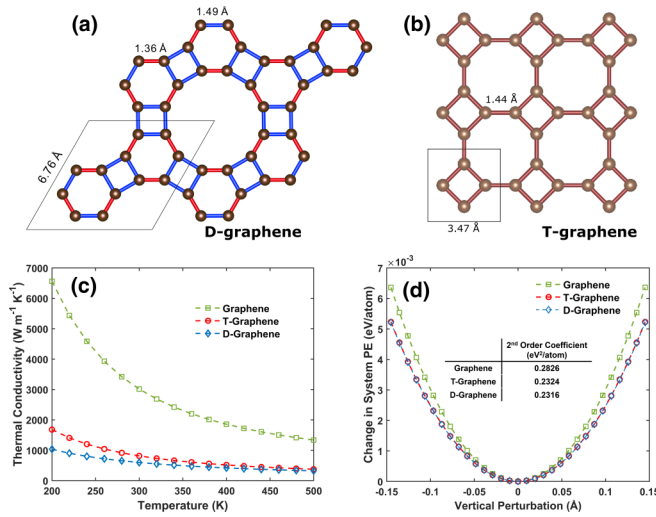 (a)
1.49 Å
1.36 Å
6.76 Å
D-graphene
(b)
1.44 Å
3.47 Å
T-graphene
(c)
Thermal Conductivity (W m⁻¹ K⁻¹)
7000
6000
5000
4000
3000
2000
1000
0
200
250
300
350
400
450
500
Temperature (K)
Graphene
T-Graphene
D-Graphene
(d)
×10⁻³
Change in System PE (eV/atom)
7
6
5
4
3
2
1
0
-0.15
-0.1
-0.05
0
0.05
0.1
0.15
Vertical Perturbation (Å)
Graphene
T-Graphene
D-Graphene
2nd Order Coefficient
(eV²/atom)
Graphene 0.2826
T-Graphene 0.2324
D-Graphene 0.2316